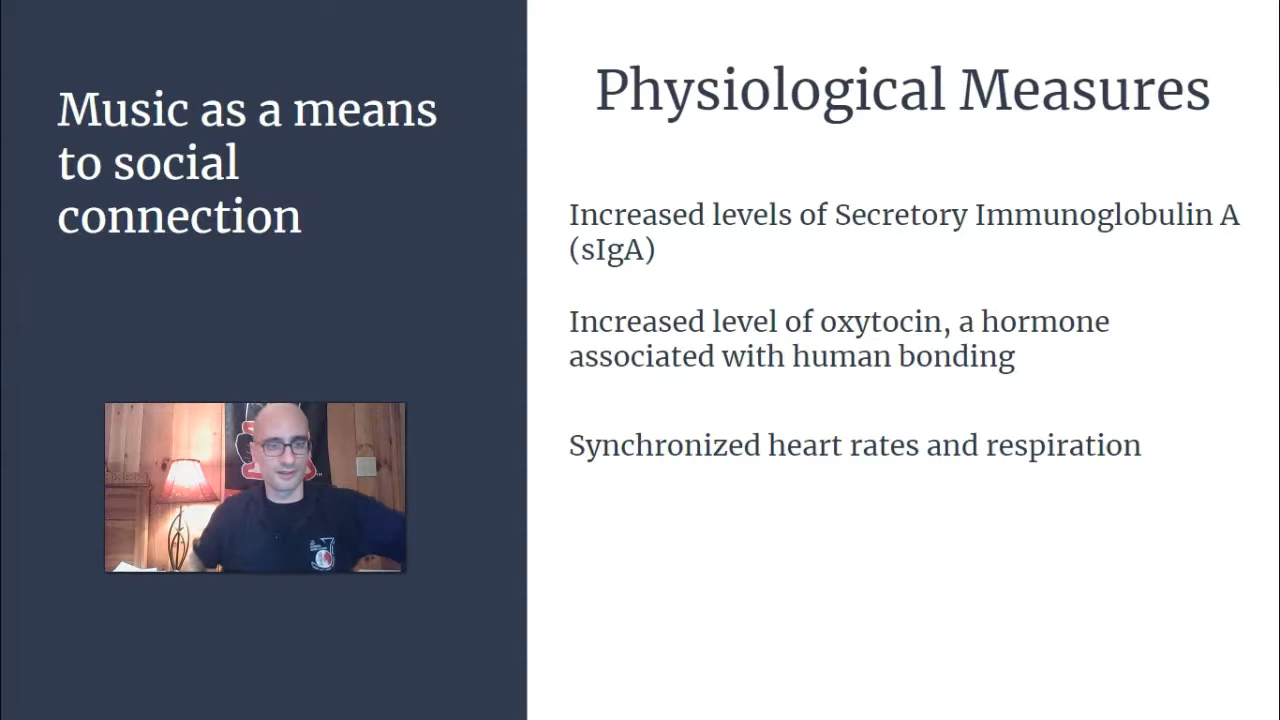 Music as a means
to social
connection
Physiological Measures
Increased levels of Secretory Immunoglobulin A
(sIgA)
Increased level of oxytocin, a hormone
associated with human bonding
Synchronized heart rates and respiration